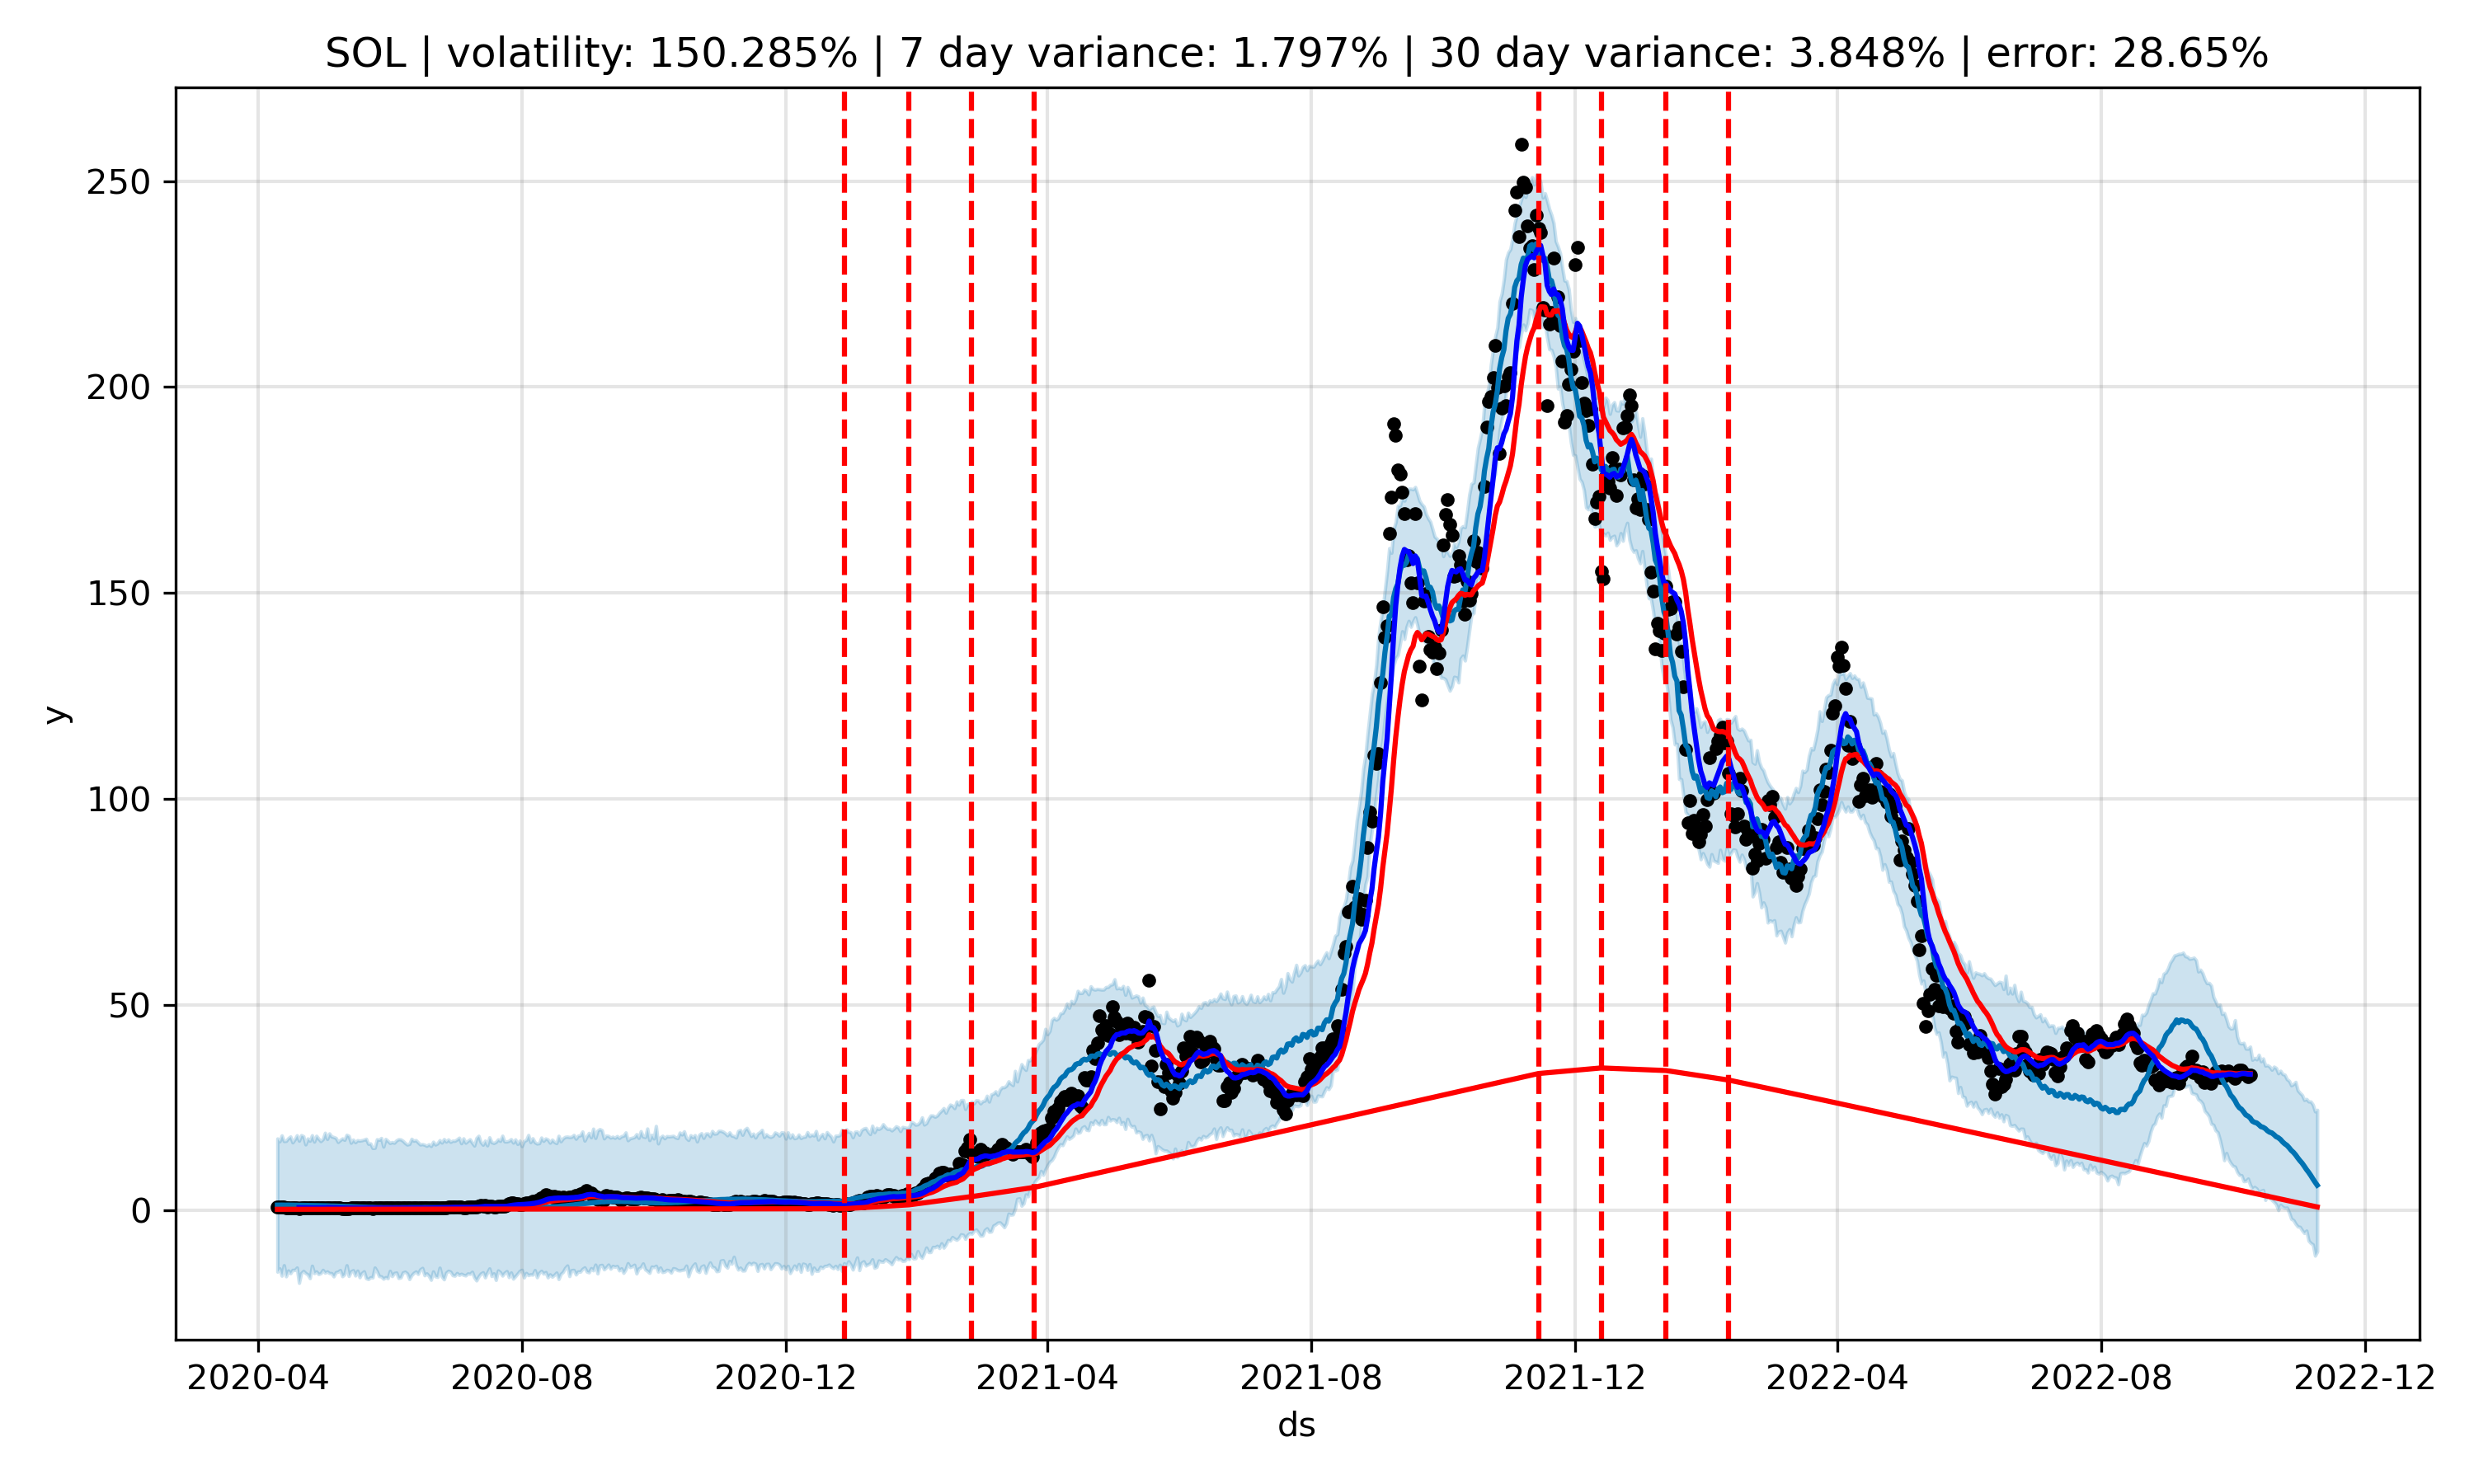 SOL | volatility: 150.285% | 7 day variance: 1.797% | 30 day variance: 3.848% | error: 28.65%
250
200
150
100
50
0
y
2020-04 2020-08 2020-12 2021-04 2021-08 2021-12 2022-04 2022-08 2022-12
ds